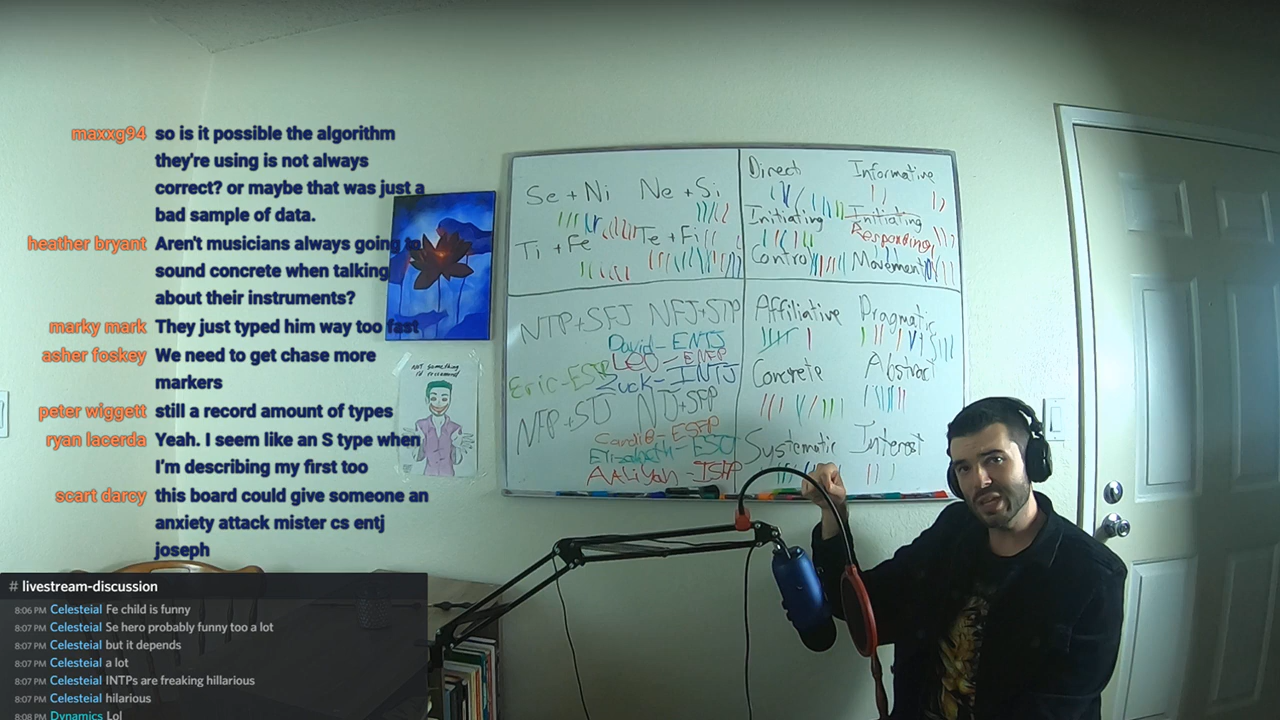 maxxg94 so is it possible the algorithm
they're using is not always
correct? or maybe that was just a
bad sample of data.
heather bryant Aren't musicians always going to
sound concrete when talking
about their instruments?
marky mark They just typed him way too fast
asher foskey We need to get chase more
markers
peter wiggett still a record amount of types
ryan lacerda Yeah. I seem like an S type when
I'm describing my first too
scart darcy this board could give someone an
anxiety attack mister cs entj
joseph
# livestream-discussion
8:06 PM Celesteial Fe child is funny
8:07 PM Celesteial Se hero probably funny too a lot
8:07 PM Celesteial but it depends
8:07 PM Celesteial a lot
8:07 PM Celesteial INTPs are freaking hillarious
8:07 PM Celesteial hilarious
8:08 PM Dynamics Lol
NOT something
I'd recommend
Se + Ni Ne + Si
Ti + Fe Te + Fi
Direct Informative
Initiating Initiating
Responding
Control Movement
NTP+SFJ NFJ+STP
David-ENTJ
Leo-ENFP
Eric-ESTP
Zuck-INTJ
NFP+STJ NTJ+SFP
Cardi B-ESFP
Elizabeth-ESTJ
AALiyah-ISFP
Affiliative Pragmatic
Concrete Abstract
Systematic Interest